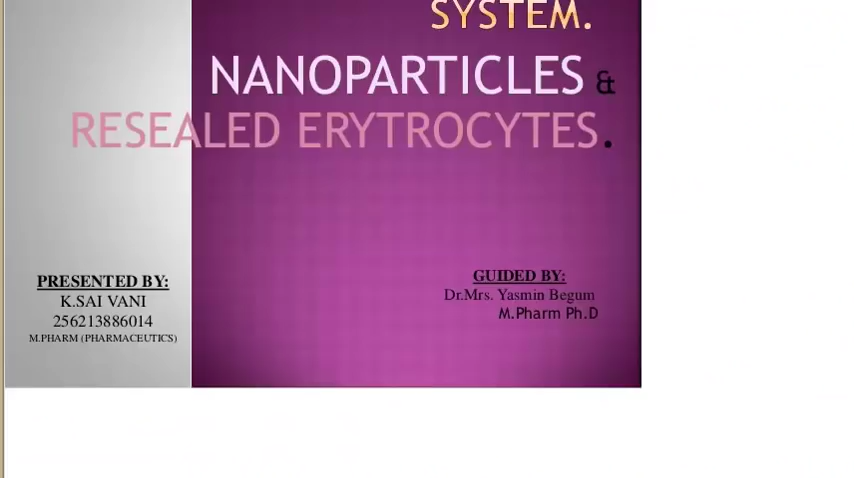 SYSTEM.
NANOPARTICLES &
RESEALED ERYTROCYTES.
PRESENTED BY:
K.SAI VANI
256213886014
M.PHARM (PHARMACEUTICS)
GUIDED BY:
Dr.Mrs. Yasmin Begum
M.Pharm Ph.D